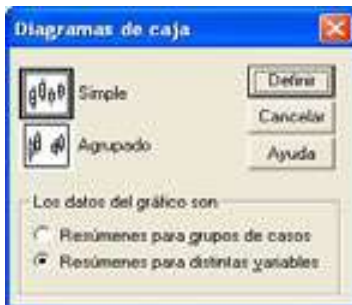 Diagramas de caja
Simple
Agrupado
Definir
Cancelar
Ayuda
Los datos del gráfico son
Resúmenes para grupos de casos
Resúmenes para distintas variables